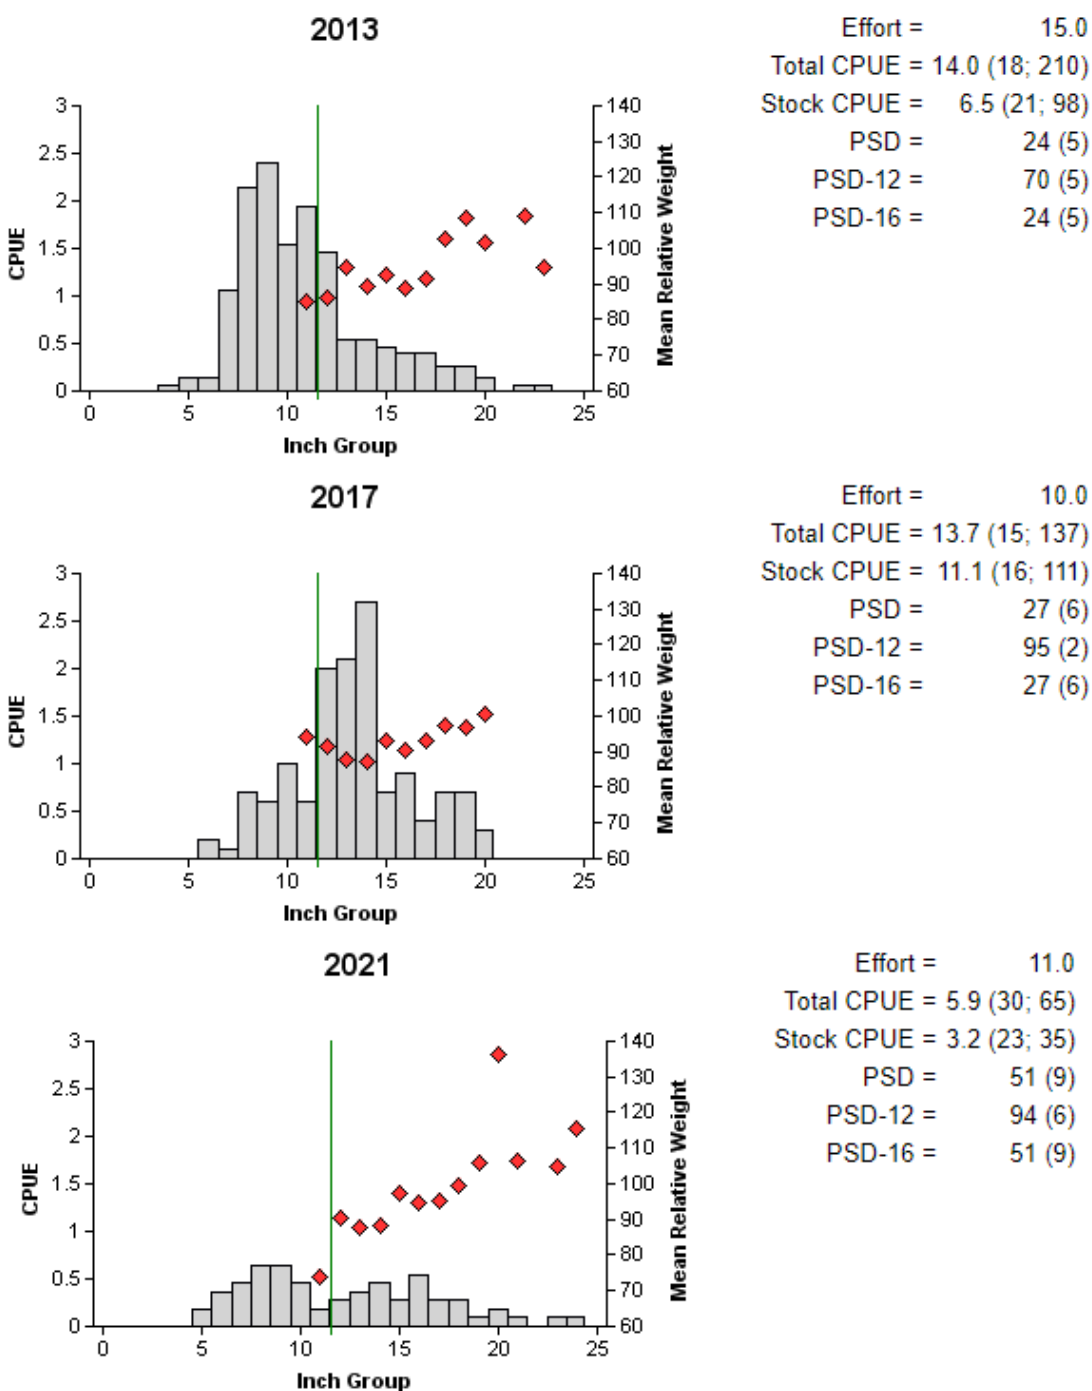 2013
Effort = 15.0
Total CPUE = 14.0 (18; 210)
Stock CPUE = 6.5 (21; 98)
PSD = 24 (5)
PSD-12 = 70 (5)
PSD-16 = 24 (5)
3 140
130
2.5
120
2
110
1.5 100
90
1
80
0.5
70
0 60
CPUE
Mean Relative Weight
0 5 10 15 20 25
Inch Group
2017
Effort = 10.0
Total CPUE = 13.7 (15; 137)
Stock CPUE = 11.1 (16; 111)
PSD = 27 (6)
PSD-12 = 95 (2)
PSD-16 = 27 (6)
3 140
130
2.5
120
2
110
1.5 100
90
1
80
0.5
70
0 60
CPUE
Mean Relative Weight
0 5 10 15 20 25
Inch Group
2021
Effort = 11.0
Total CPUE = 5.9 (30; 65)
Stock CPUE = 3.2 (23; 35)
PSD = 51 (9)
PSD-12 = 94 (6)
PSD-16 = 51 (9)
3 140
130
2.5
120
2
110
1.5 100
90
1
80
0.5
70
0 60
CPUE
Mean Relative Weight
0 5 10 15 20 25
Inch Group